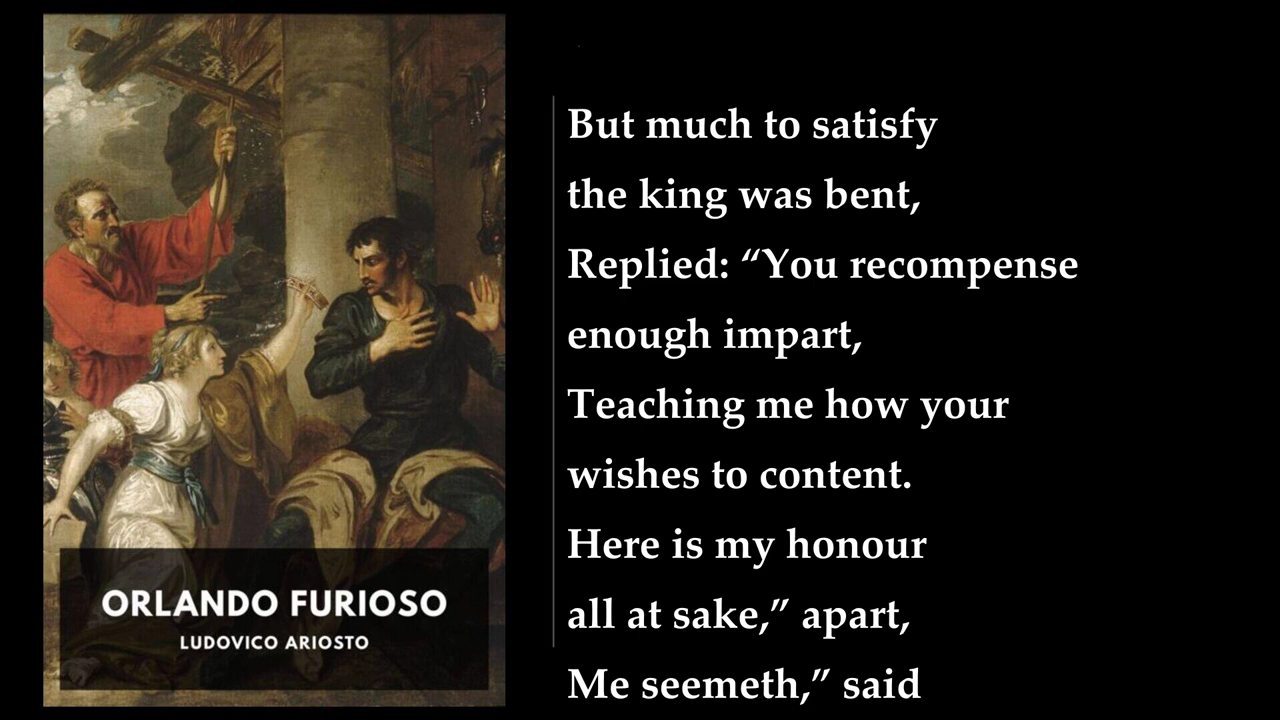 ORLANDO FURIOSO
LUDOVICO ARIOSTO
But much to satisfy
the king was bent,
Replied: “You recompense
enough impart,
Teaching me how your
wishes to content.
Here is my honour
all at sake,” apart,
Me seemeth,” said